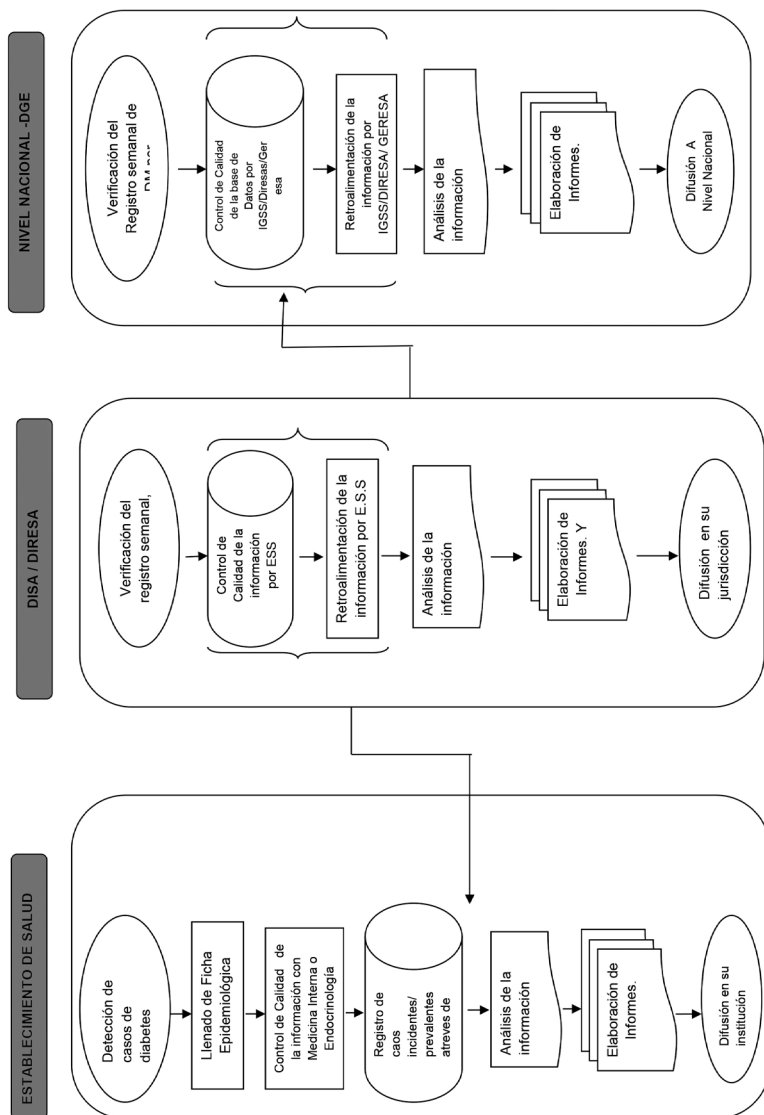 ESTABLECIMIENTO DE SALUD
Detección de
casos de
diabetes
Llenado de Ficha
Epidemiológica
Control de Calidad de
la información con
Medicina Interna o
Endocrinología
Registro de
caos
incidentes/
prevalentes
atreves de
Análisis de la
información
Elaboración de
Informes.
Difusión en su
institución
DISA / DIRESA
Verificación del
registro semanal,
Control de
Calidad de la
información
por ESS
Retroalimentación de la
información por E.S.S
Análisis de la
información
Elaboración de
Informes. Y
Difusión en su
jurisdicción
NIVEL NACIONAL -DGE
Verificación del
Registro semanal de
DM por
Control de Calidad
de la base de
Datos por
IGSS/Diresas/Ger
esa
Retroalimentación de la
información por
IGSS/DIRESA/ GERESA
Análisis de la
información
Elaboración de
Informes.
Difusión A
Nivel Nacional